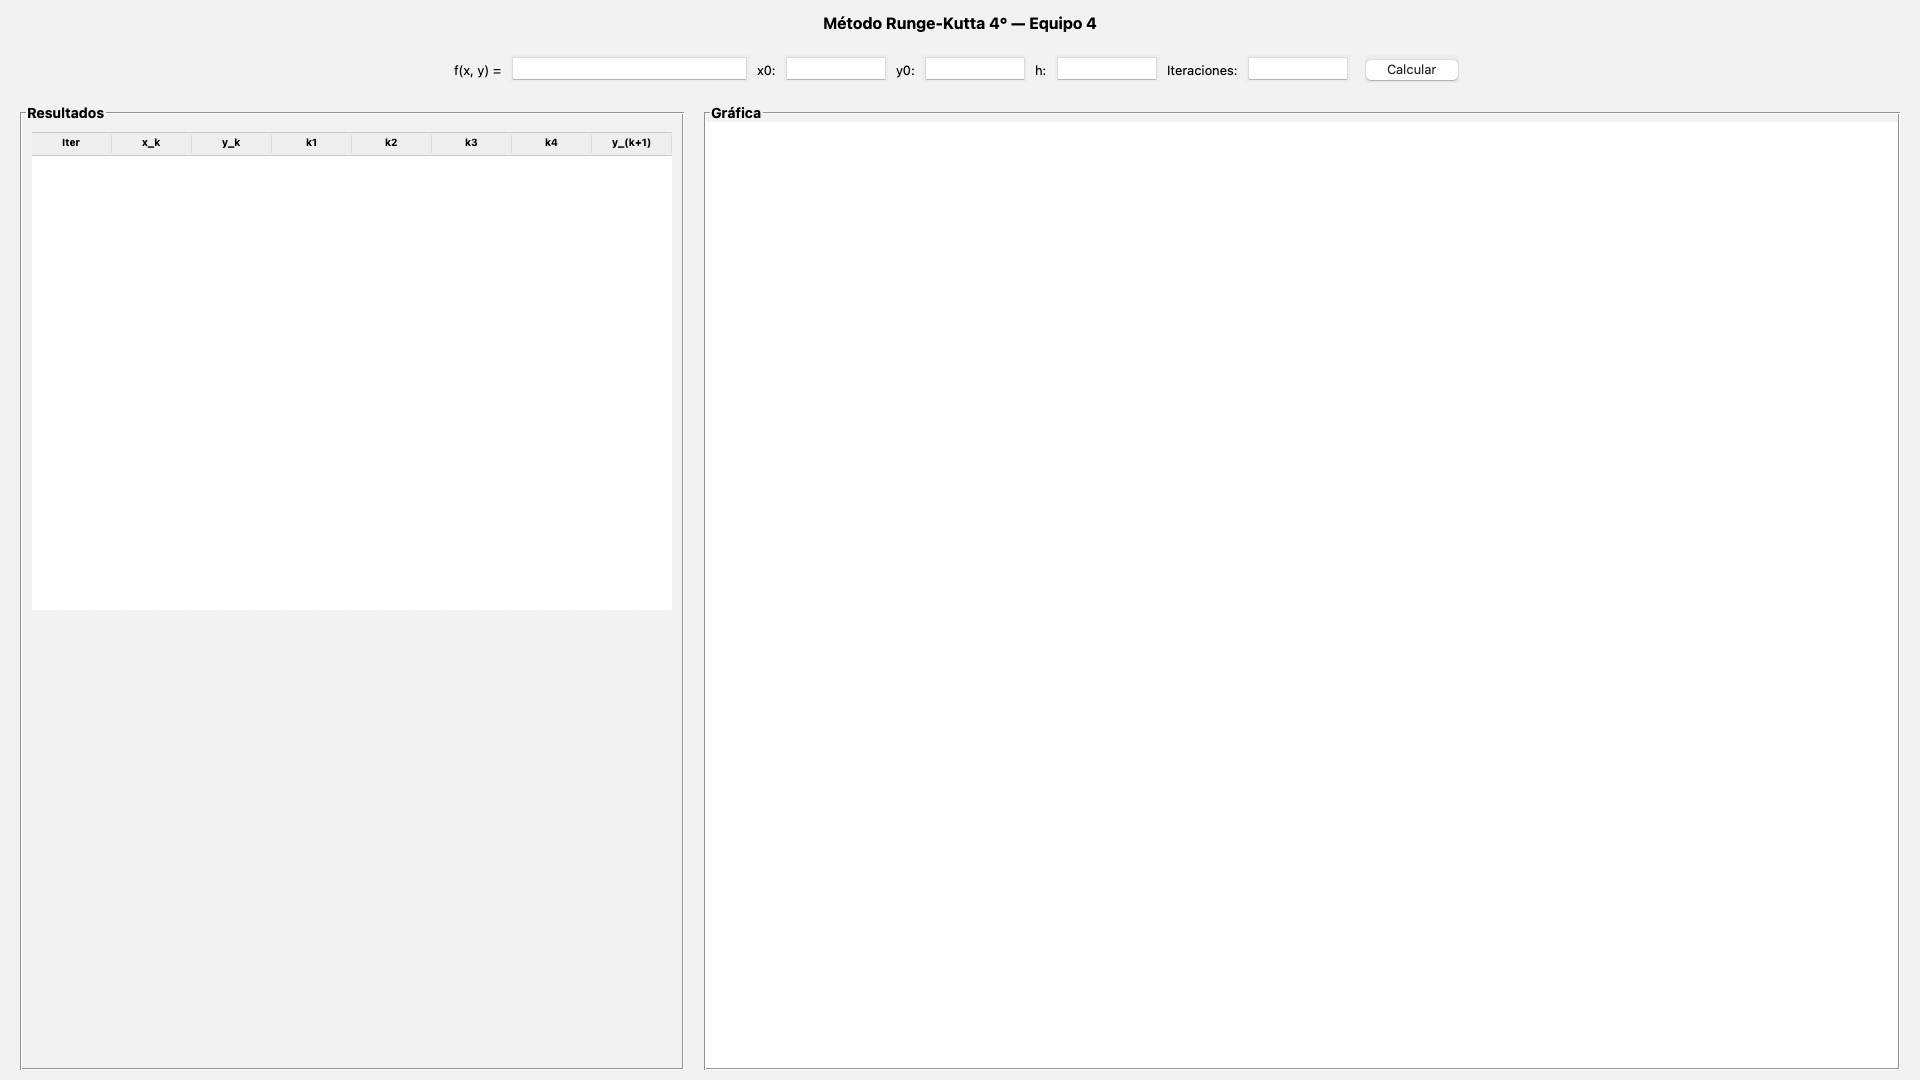 Método Runge-Kutta 4º — Equipo 4
f(x, y) = x0: y0: h: Iteraciones: Calcular
Resultados
Iter x_k y_k k1 k2 k3 k4 y_(k+1)
Gráfica